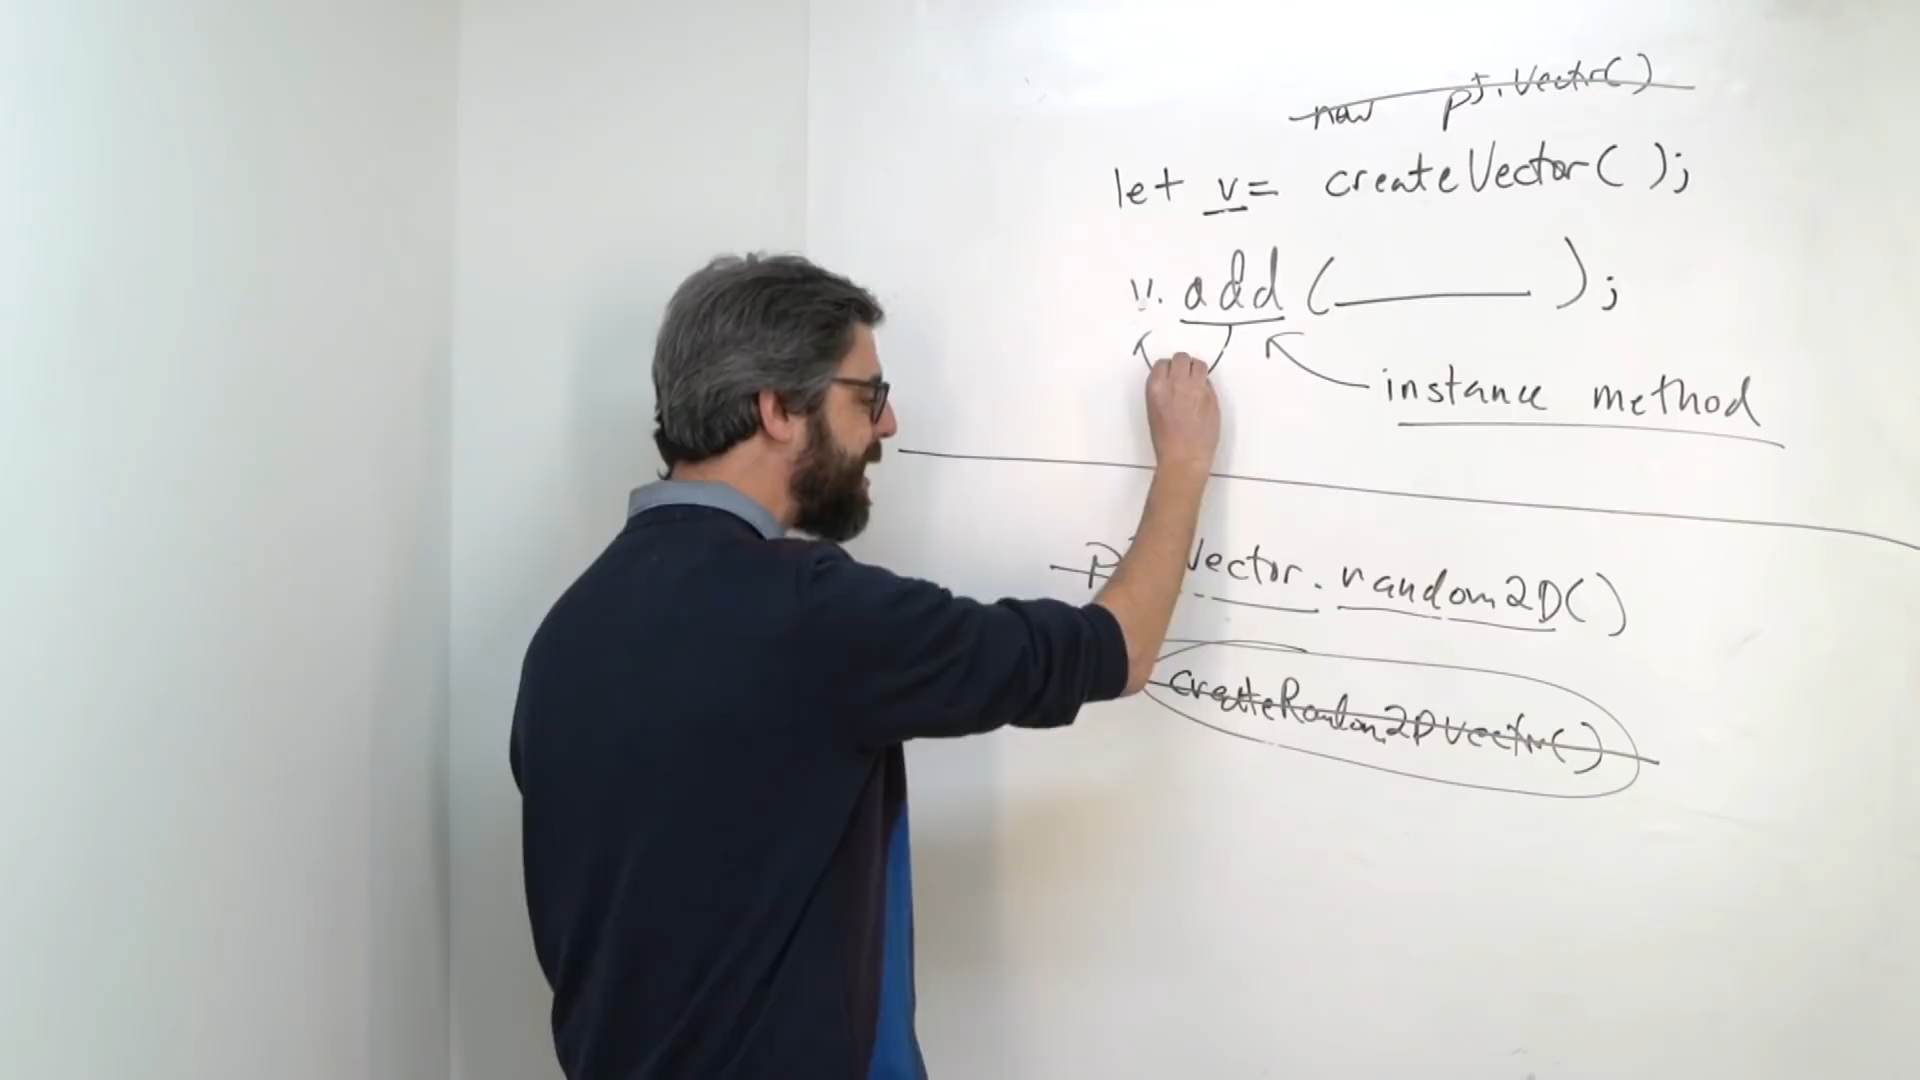 new p5.Vector()
let v = createVector( );
v. add ( );
instance method
Vector. random2D()
createRandom2DVector()